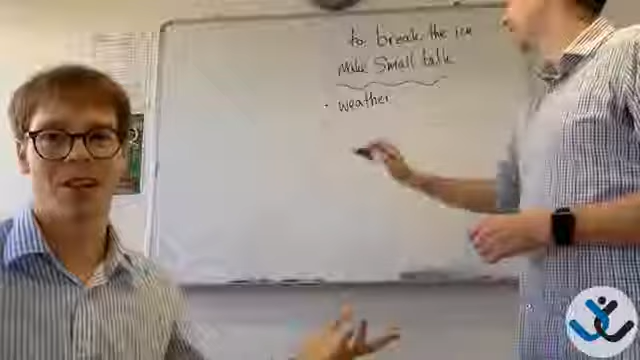 to break the ice
Make Small talk
· weather